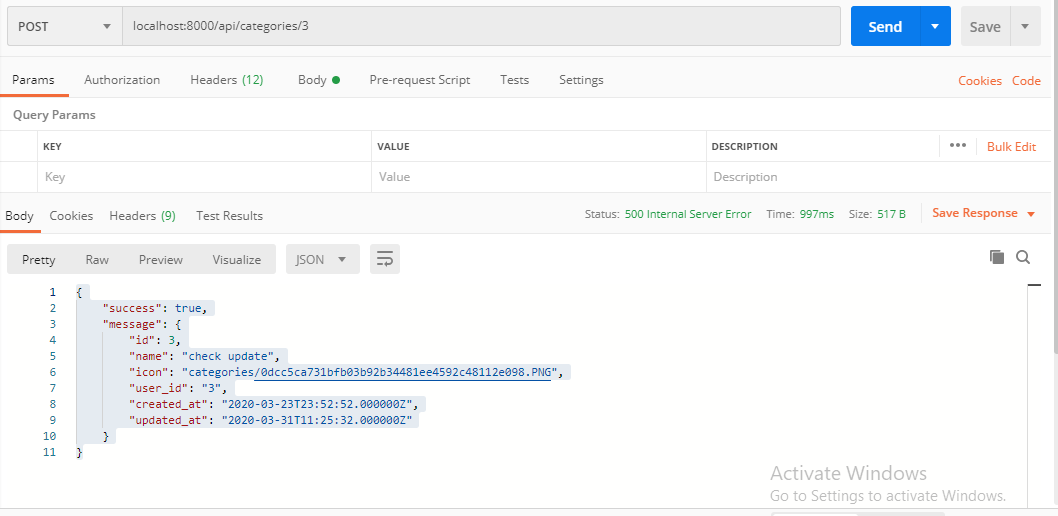 POST localhost:8000/api/categories/3 Send Save
Params Authorization Headers (12) Body Pre-request Script Tests Settings Cookies Code
Query Params
KEY VALUE DESCRIPTION ••• Bulk Edit
Key Value Description
Body Cookies Headers (9) Test Results Status: 500 Internal Server Error Time: 997ms Size: 517 B Save Response
Pretty Raw Preview Visualize JSON
1 {
2 "success": true,
3 "message": {
4 "id": 3,
5 "name": "check update",
6 "icon": "categories/0dcc5ca731bfb03b92b34481ee4592c48112e098.PNG",
7 "user_id": "3",
8 "created_at": "2020-03-23T23:52:52.000000Z",
9 "updated_at": "2020-03-31T11:25:32.000000Z"
10 }
11 }
Activate Windows
Go to Settings to activate Windows.